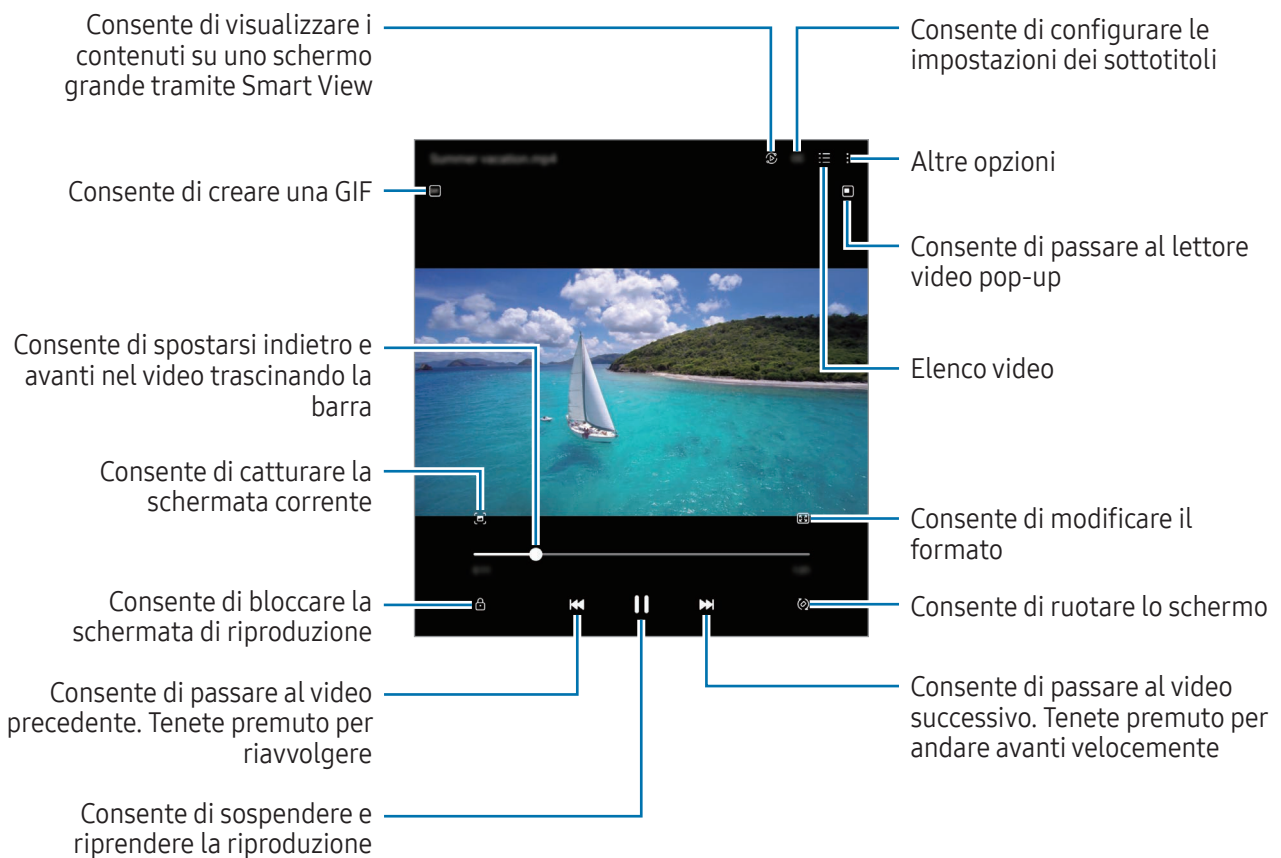 Consente di visualizzare i
contenuti su uno schermo
grande tramite Smart View
Consente di configurare le
impostazioni dei sottotitoli
Summer vacation.mp4
Altre opzioni
Consente di creare una GIF
Consente di passare al lettore
video pop-up
Consente di spostarsi indietro e
avanti nel video trascinando la
barra
Elenco video
Consente di catturare la
schermata corrente
Consente di modificare il
formato
Consente di bloccare la
schermata di riproduzione
Consente di ruotare lo schermo
Consente di passare al video
precedente. Tenete premuto per
riavvolgere
Consente di passare al video
successivo. Tenete premuto per
andare avanti velocemente
Consente di sospendere e
riprendere la riproduzione